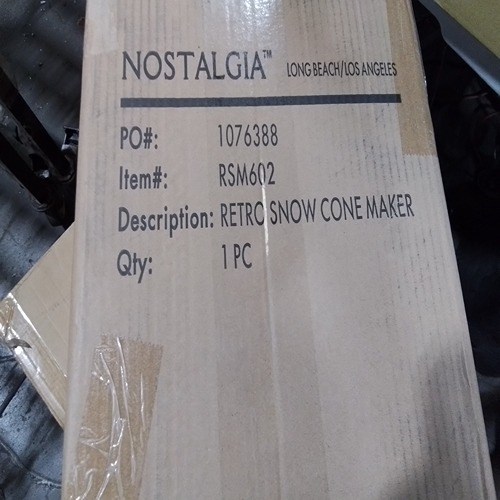 NOSTALGIA™ LONG BEACH/LOS ANGELES
PO#: 1076388
Item#: RSM602
Description: RETRO SNOW CONE MAKER
Qty: 1 PC